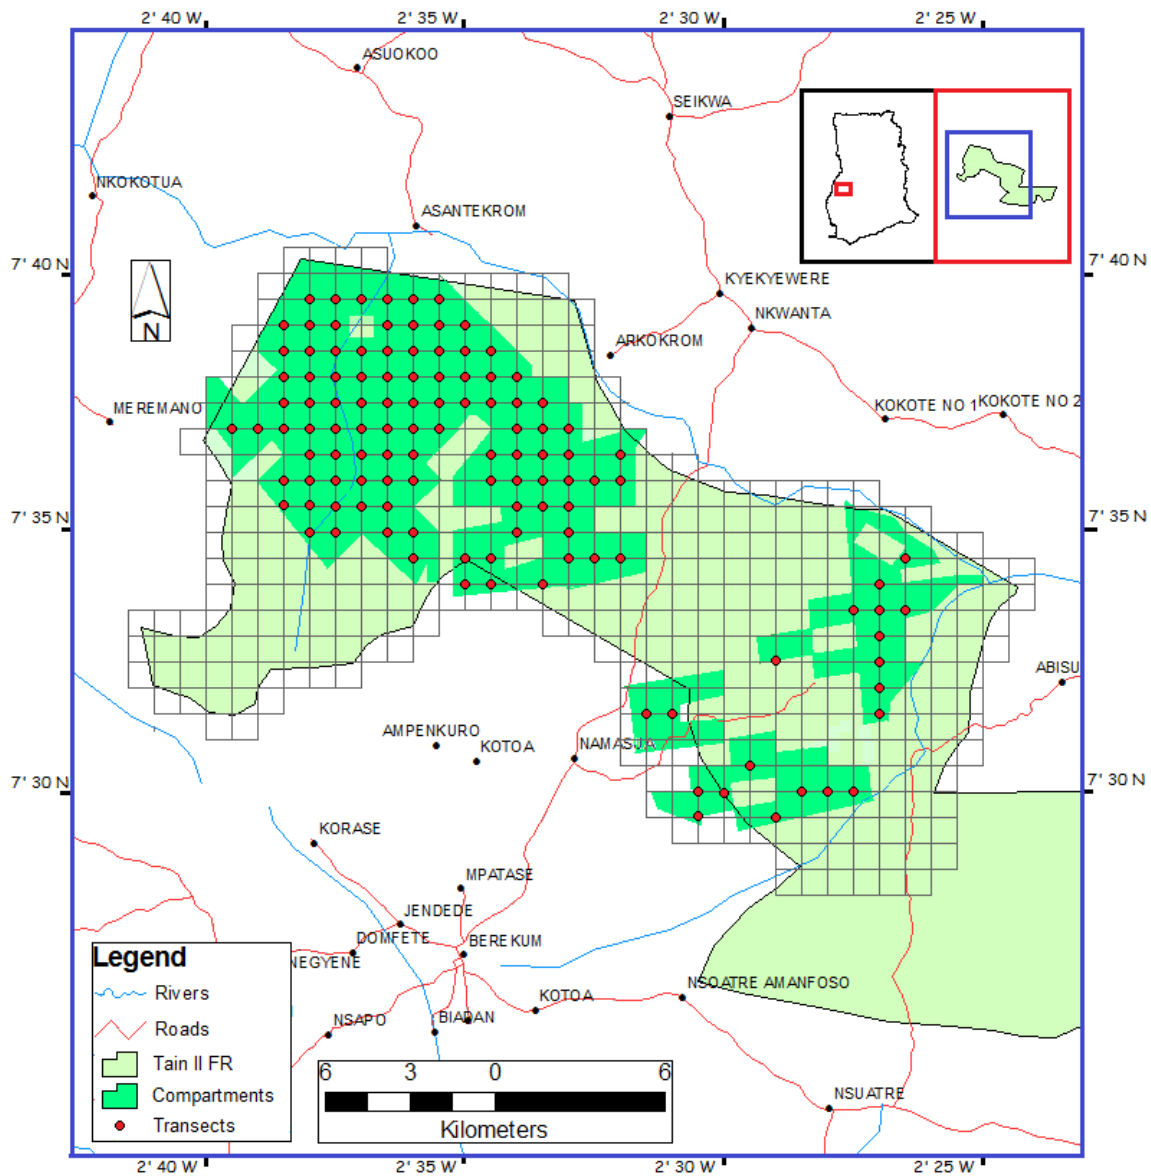 2' 40 W 2' 35 W 2' 30 W 2' 25 W
ASUOKOO
SEIKWA
NKOKOTUA
ASANTEKROM
7' 40 N 7' 40 N
KYEKYEWERE
N
NKWANTA
ARKOKROM
MEREMANO
KOKOTE NO 1 KOKOTE NO 2
7' 35 N 7' 35 N
ABISU
AMPENKURO
KOTOA
NAMASUA
7' 30 N 7' 30 N
KORASE
MPATASE
JENDEDE
DOMFETE
BEREKUM
NEGYENE
NSOATRE AMANFOSO
KOTOA
NSAPO
BIADAN
NSUATRE
Legend
Rivers
Roads
Tain II FR
Compartments
Transects
6 3 0 6
Kilometers
2' 40 W 2' 35 W 2' 30 W 2' 25 W